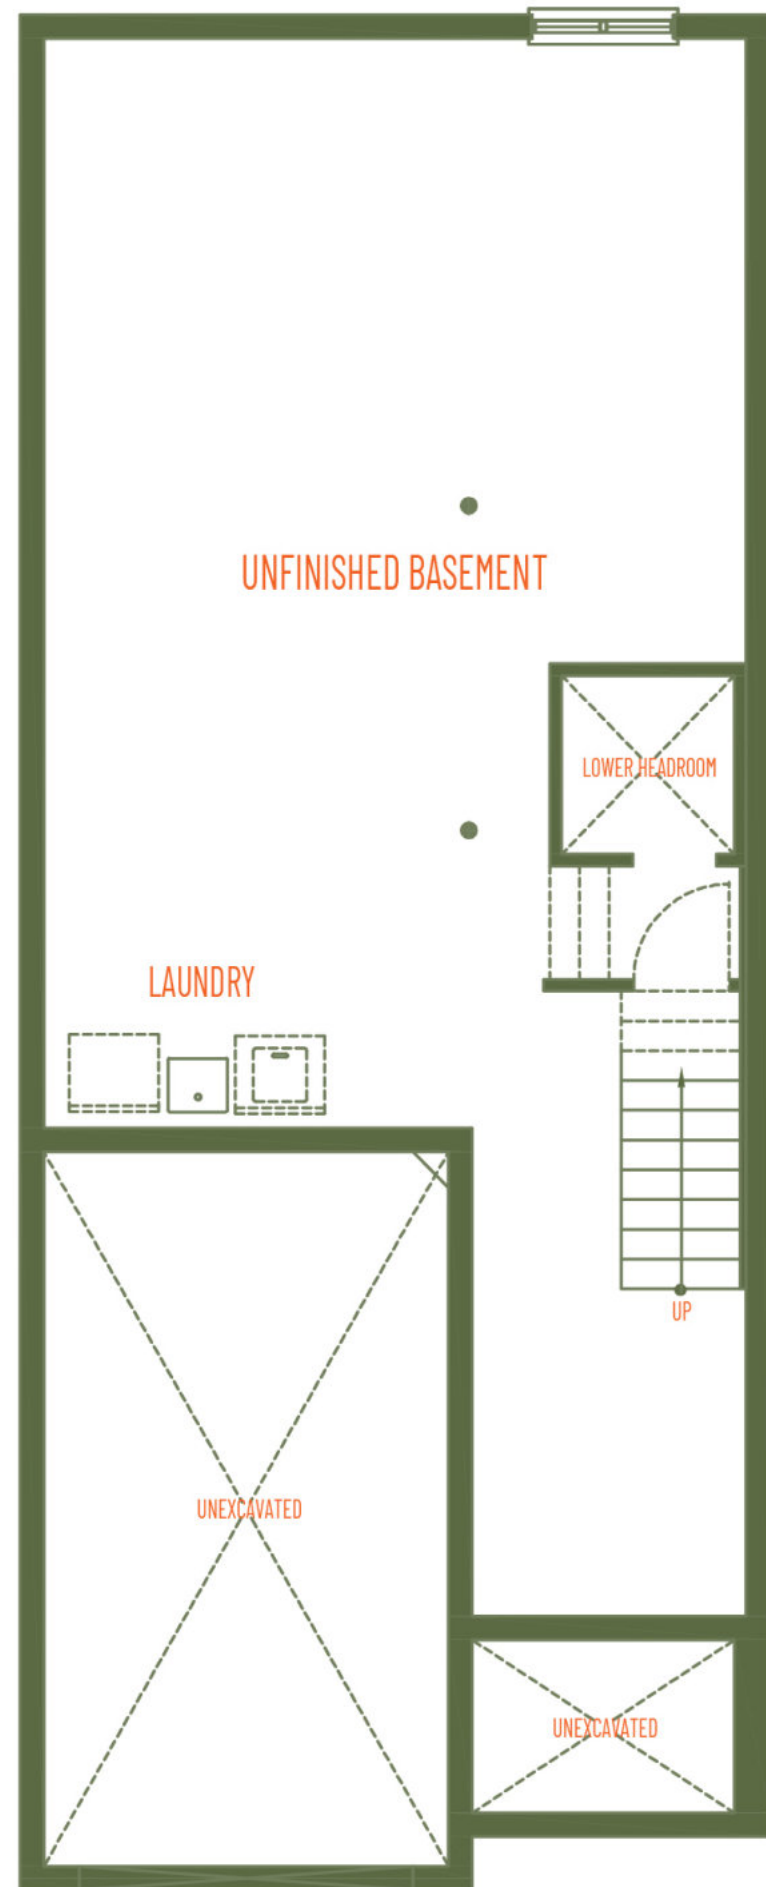 UNFINISHED BASEMENT
LOWER HEADROOM
LAUNDRY
UP
UNEXCAVATED
UNEXCAVATED